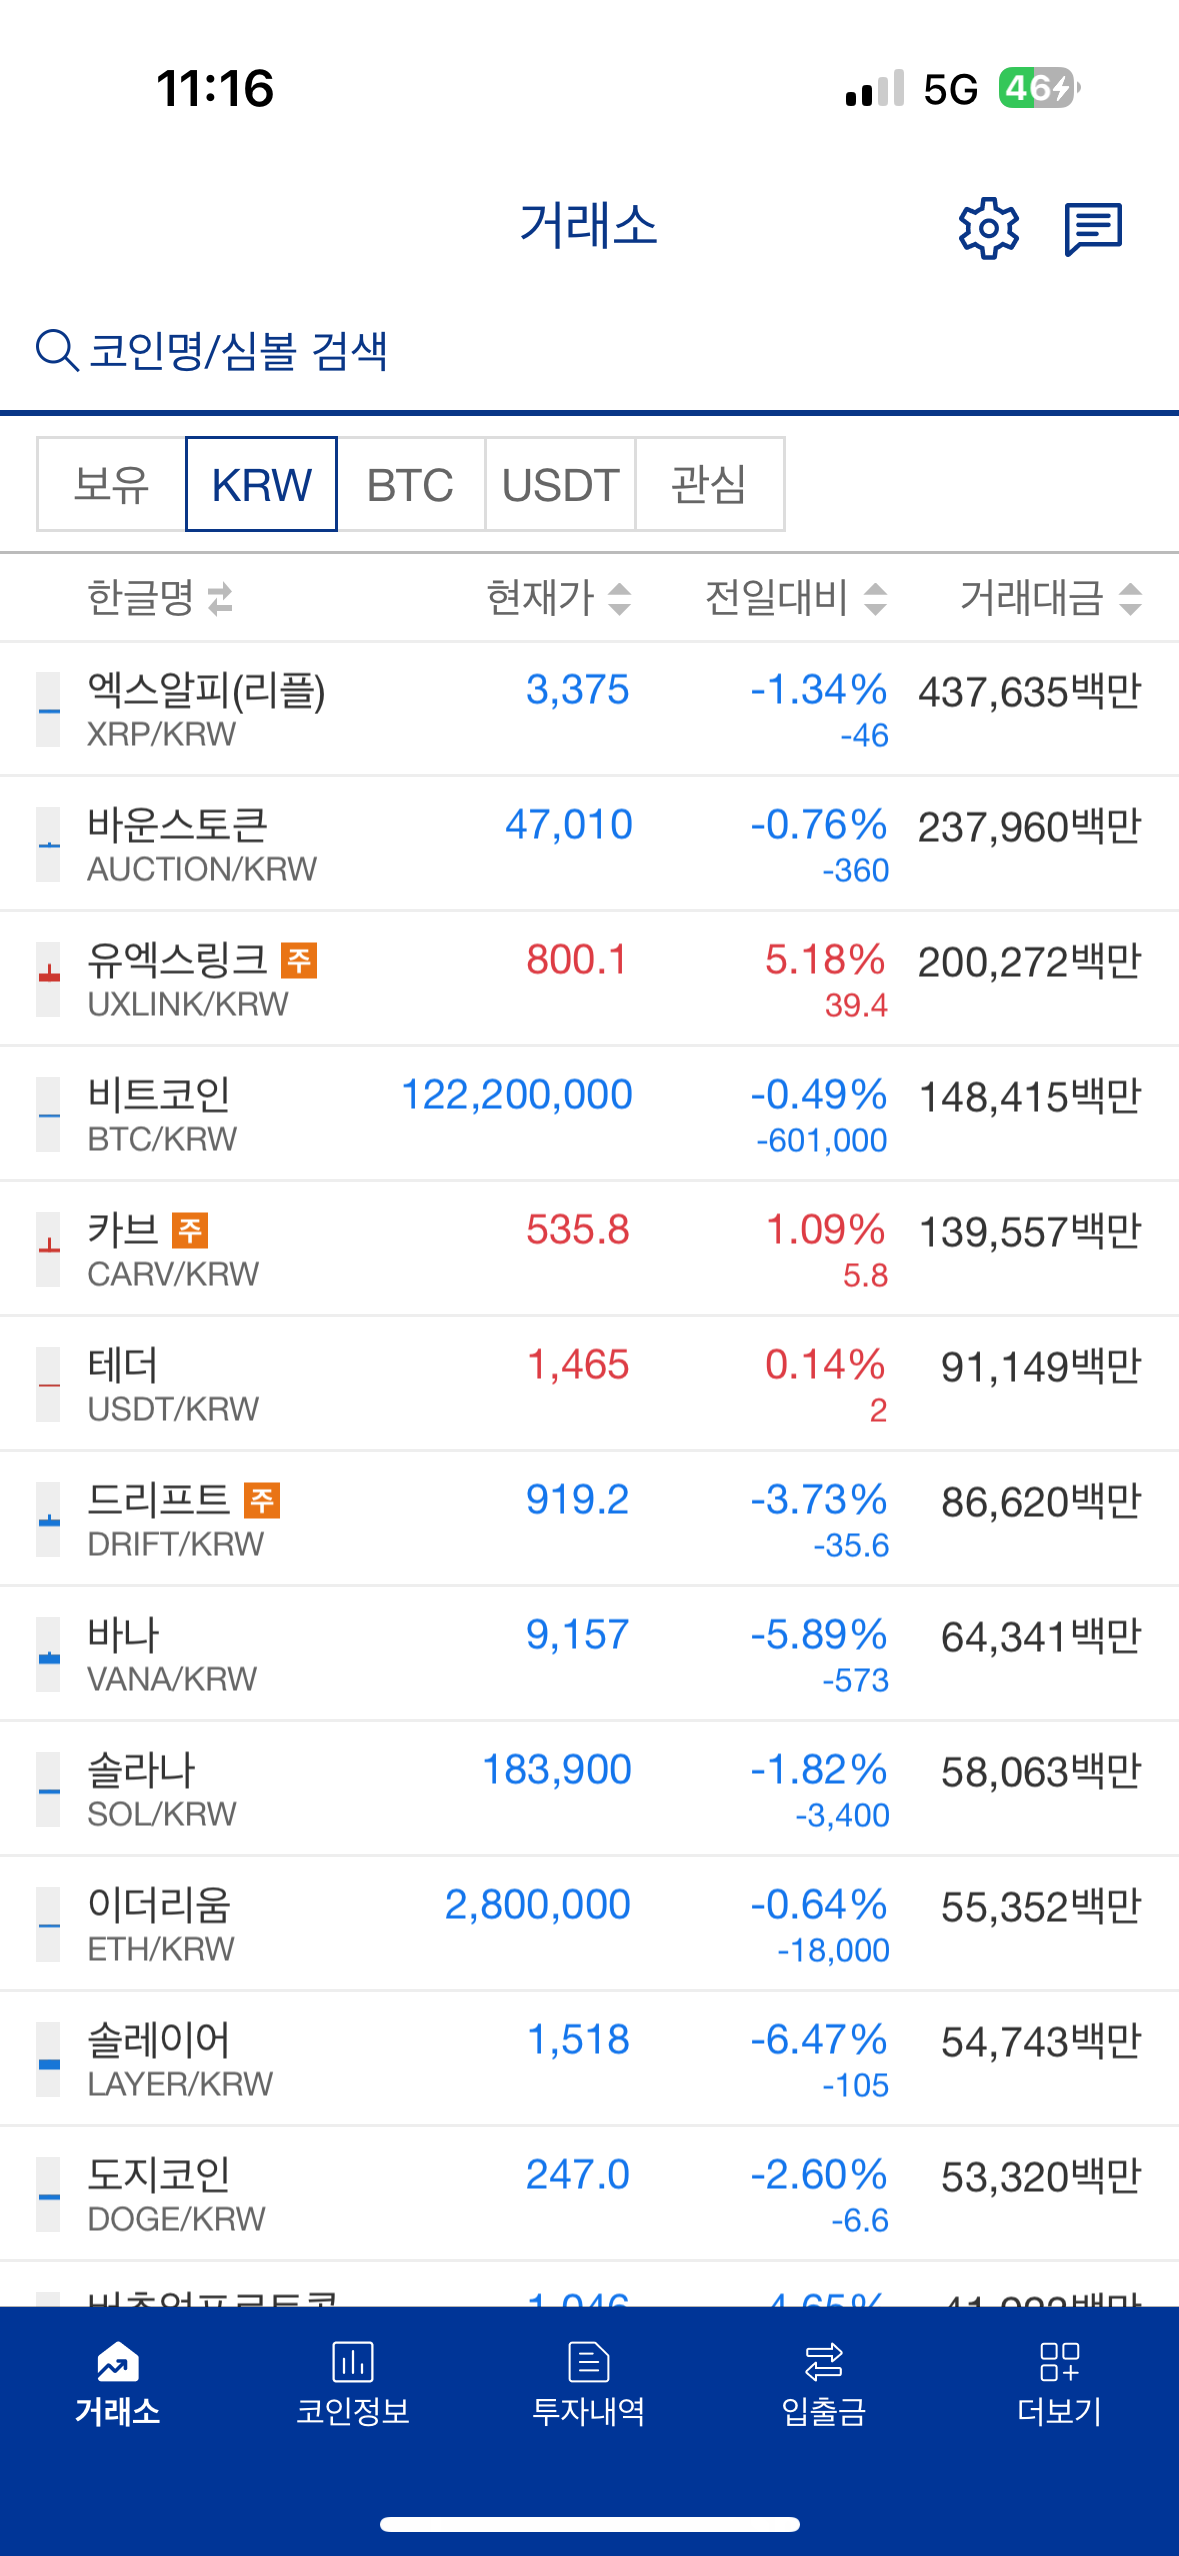 11:16 5G 46
거래소
코인명/심볼 검색
보유 KRW BTC USDT 관심
한글명 현재가 전일대비 거래대금
엑스알피(리플) 3,375 -1.34% 437,635백만
XRP/KRW -46
바운스토큰 47,010 -0.76% 237,960백만
AUCTION/KRW -360
유엑스링크 주 800.1 5.18% 200,272백만
UXLINK/KRW 39.4
비트코인 122,200,000 -0.49% 148,415백만
BTC/KRW -601,000
카브 주 535.8 1.09% 139,557백만
CARV/KRW 5.8
테더 1,465 0.14% 91,149백만
USDT/KRW 2
드리프트 주 919.2 -3.73% 86,620백만
DRIFT/KRW -35.6
바나 9,157 -5.89% 64,341백만
VANA/KRW -573
솔라나 183,900 -1.82% 58,063백만
SOL/KRW -3,400
이더리움 2,800,000 -0.64% 55,352백만
ETH/KRW -18,000
솔레이어 1,518 -6.47% 54,743백만
LAYER/KRW -105
도지코인 247.0 -2.60% 53,320백만
DOGE/KRW -6.6
거래소 코인정보 투자내역 입출금 더보기